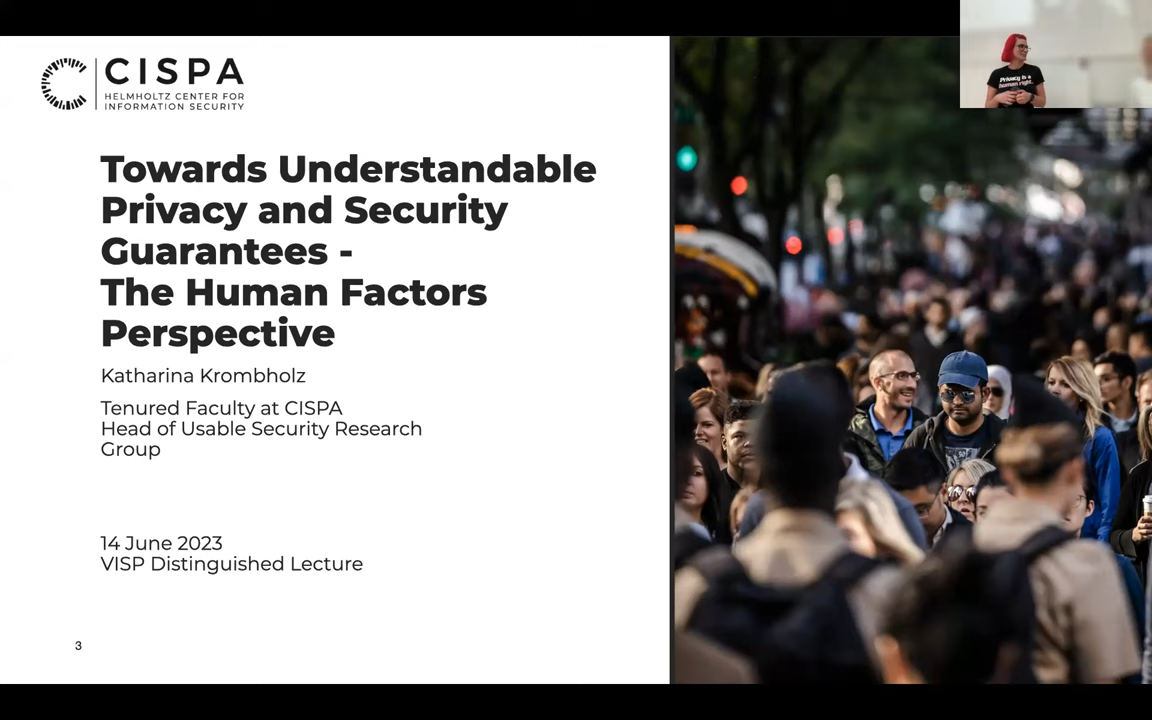 CISPA
HELMHOLTZ CENTER FOR
INFORMATION SECURITY
Towards Understandable
Privacy and Security
Guarantees -
The Human Factors
Perspective
Katharina Krombholz
Tenured Faculty at CISPA
Head of Usable Security Research
Group
14 June 2023
VISP Distinguished Lecture
3
Privacy is a
human right.